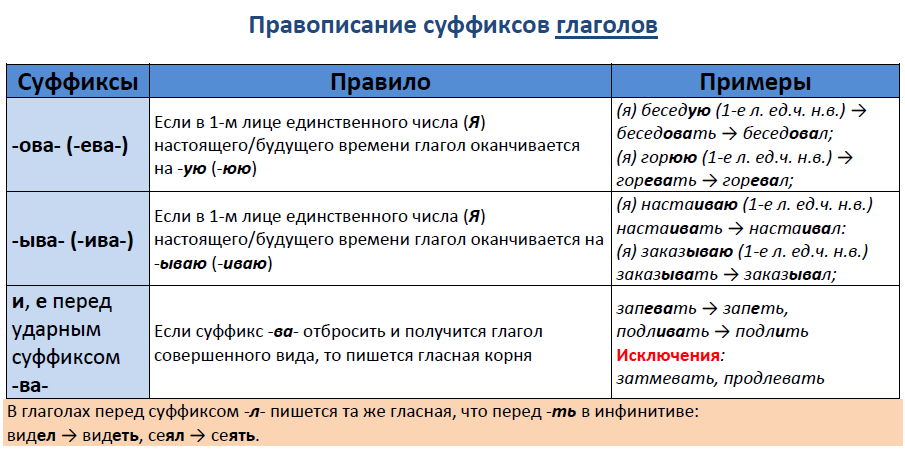 Правописание суффиксов глаголов
Суффиксы
Правило
Примеры
-ова- (-ева-)
Если в 1-м лице единственного числа (Я)
настоящего/будущего времени глагол оканчивается
на -ую (-юю)
(я) беседую (1-е л. ед.ч. н.в.) →
беседовать → беседовал;
(я) горюю (1-е л. ед.ч. н.в.) →
горевать → горевал;
-ыва- (-ива-)
Если в 1-м лице единственного числа (Я)
настоящего/будущего времени глагол оканчивается на
-ываю (-иваю)
(я) настаиваю (1-е л. ед.ч. н.в.)
настаивать → настаивал:
(я) заказываю (1-е л. ед.ч. н.в.)
заказывать → заказывал;
и, е перед
ударным
суффиксом
-ва-
Если суффикс -ва- отбросить и получится глагол
совершенного вида, то пишется гласная корня
запевать → запеть,
подливать → подлить
Исключения:
затмевать, продлевать
В глаголах перед суффиксом -л- пишется та же гласная, что перед -ть в инфинитиве:
видел → видеть, сеял → сеять.